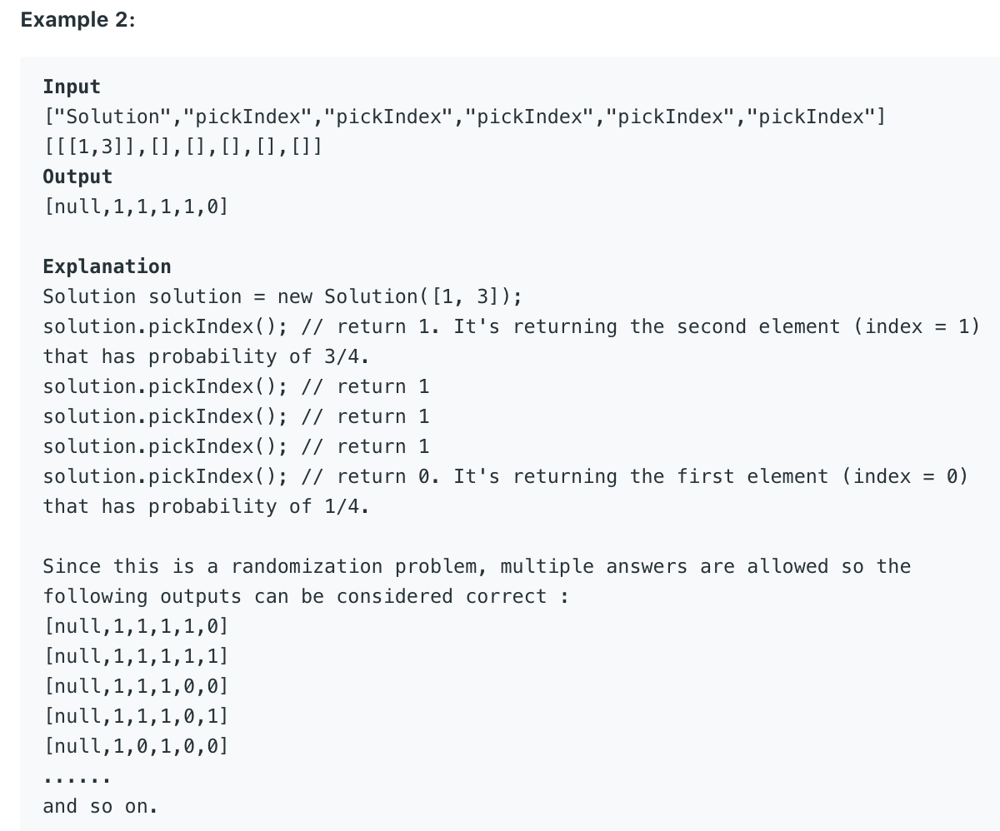 Example 2:
Input
["Solution","pickIndex","pickIndex","pickIndex","pickIndex","pickIndex"]
[[[1,3]],[],[],[],[],[]]
Output
[null,1,1,1,1,0]
Explanation
Solution solution = new Solution([1, 3]);
solution.pickIndex(); // return 1. It's returning the second element (index = 1)
that has probability of 3/4.
solution.pickIndex(); // return 1
solution.pickIndex(); // return 1
solution.pickIndex(); // return 1
solution.pickIndex(); // return 0. It's returning the first element (index = 0)
that has probability of 1/4.
Since this is a randomization problem, multiple answers are allowed so the
following outputs can be considered correct :
[null,1,1,1,1,0]
[null,1,1,1,1,1]
[null,1,1,1,0,0]
[null,1,1,1,0,1]
[null,1,0,1,0,0]
......
and so on.